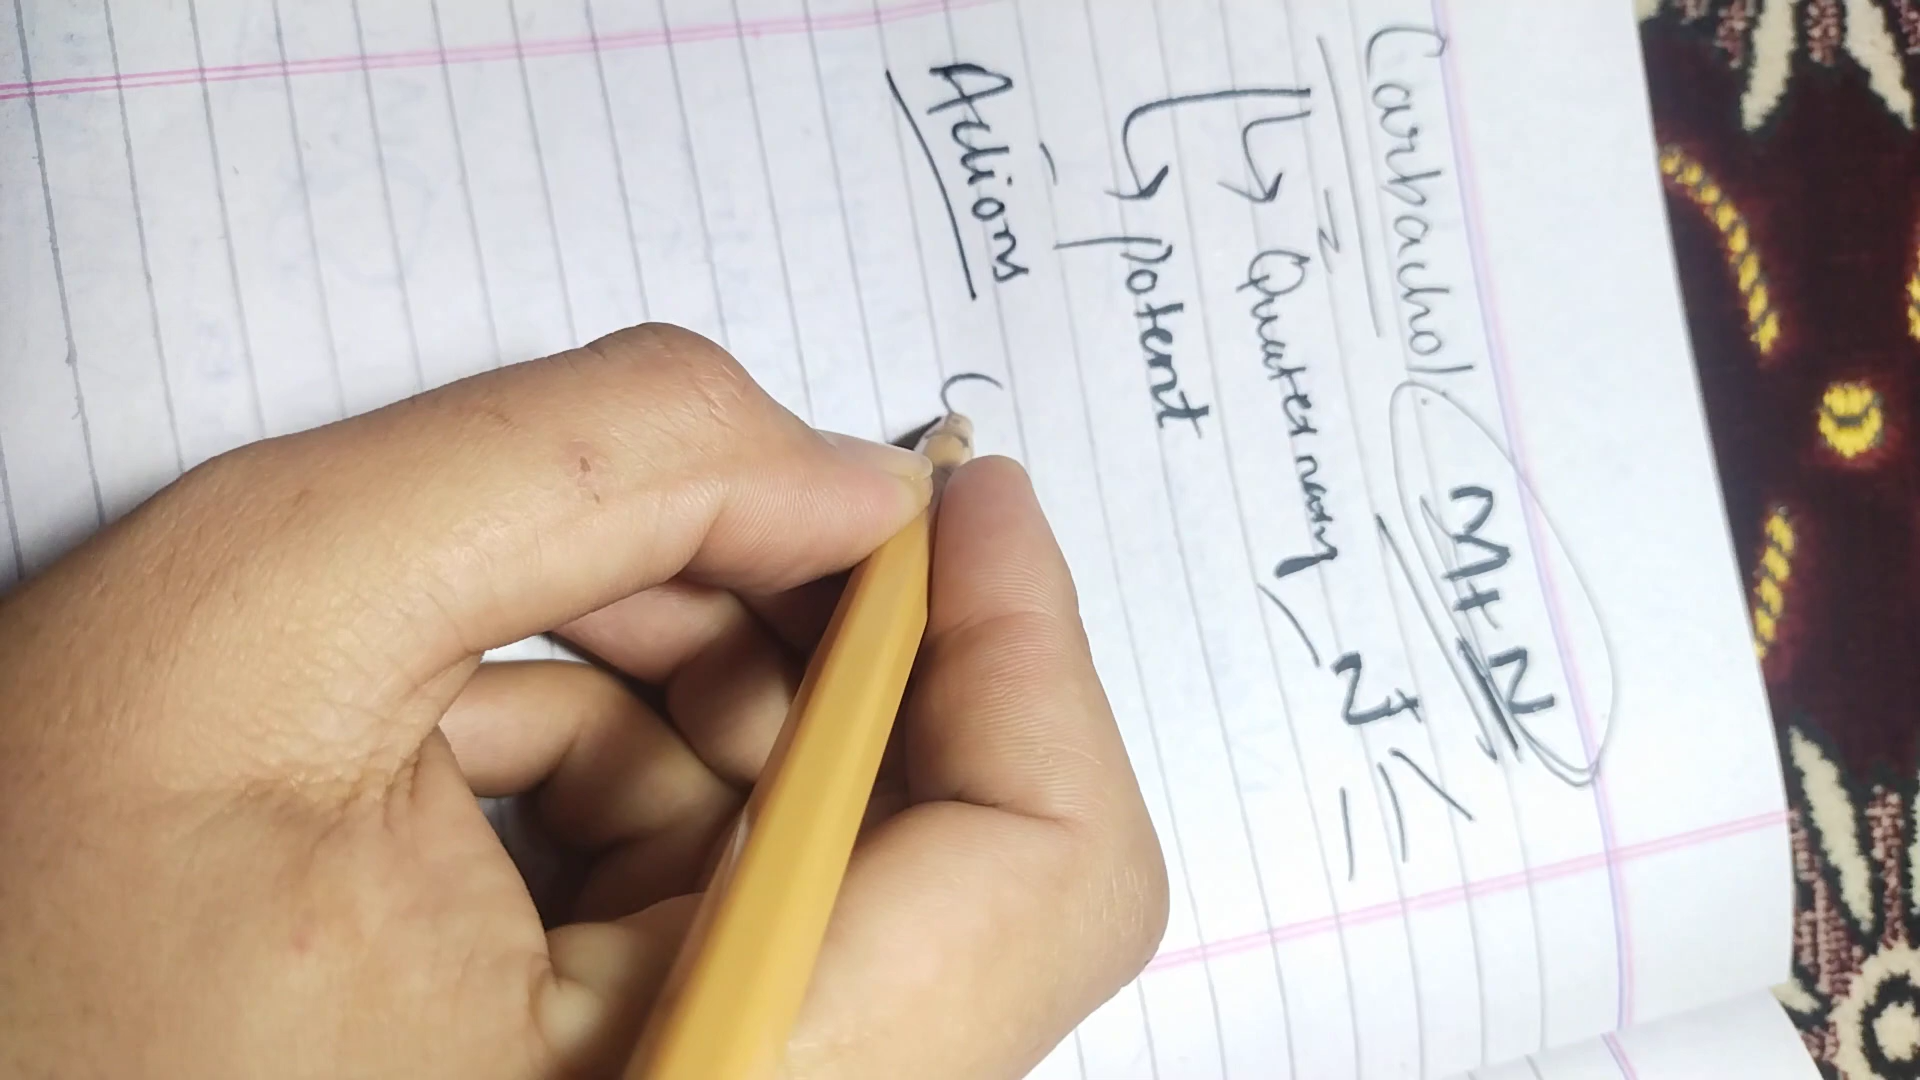 Carbachol. M+N
↳ Quaternary N+
↳ potent
Actions (